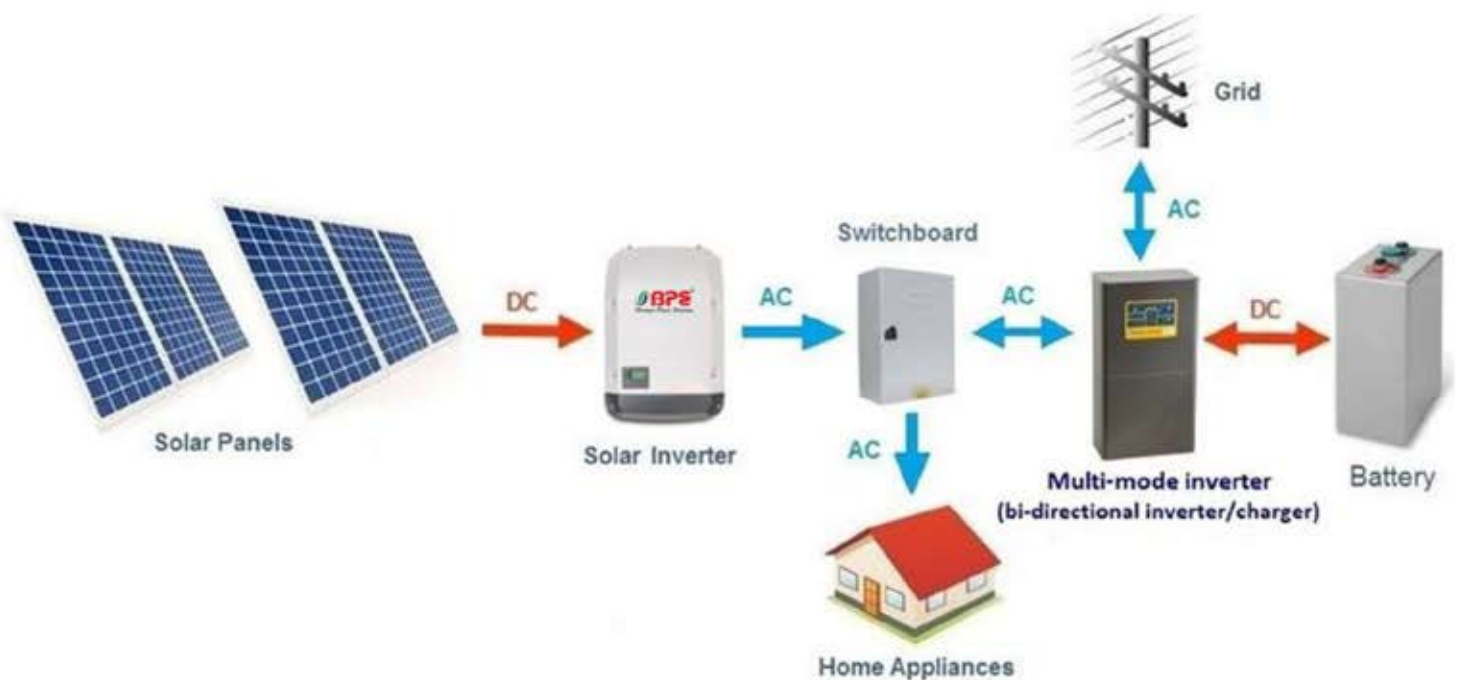 Grid
AC
Switchboard
DC
BPE
AC
AC
DC
Solar Panels
Solar Inverter
AC
Multi-mode inverter
(bi-directional inverter/charger)
Battery
Home Appliances